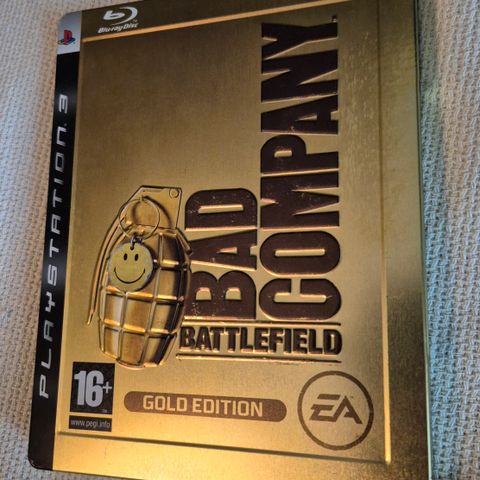 Blu-ray Disc
PLAYSTATION 3
BAD
COMPANY
BATTLEFIELD
GOLD EDITION
16+
www.pegi.info
EA